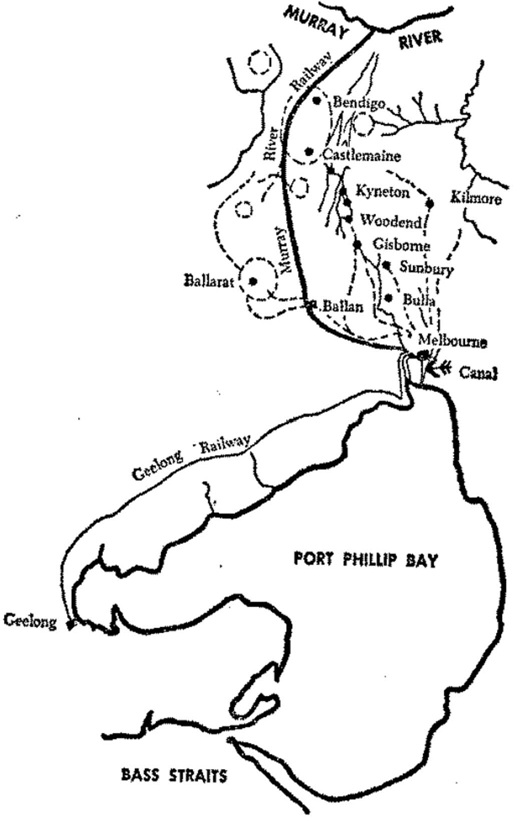 MURRAY RIVER
Murray River Railway
Bendigo
Castlemaine
Kyneton
Kilmore
Woodend
Gisborne
Sunbury
Ballarat
Bulla
Ballan
Melbourne
Canal
Geelong Railway
PORT PHILLIP BAY
Geelong
BASS STRAITS